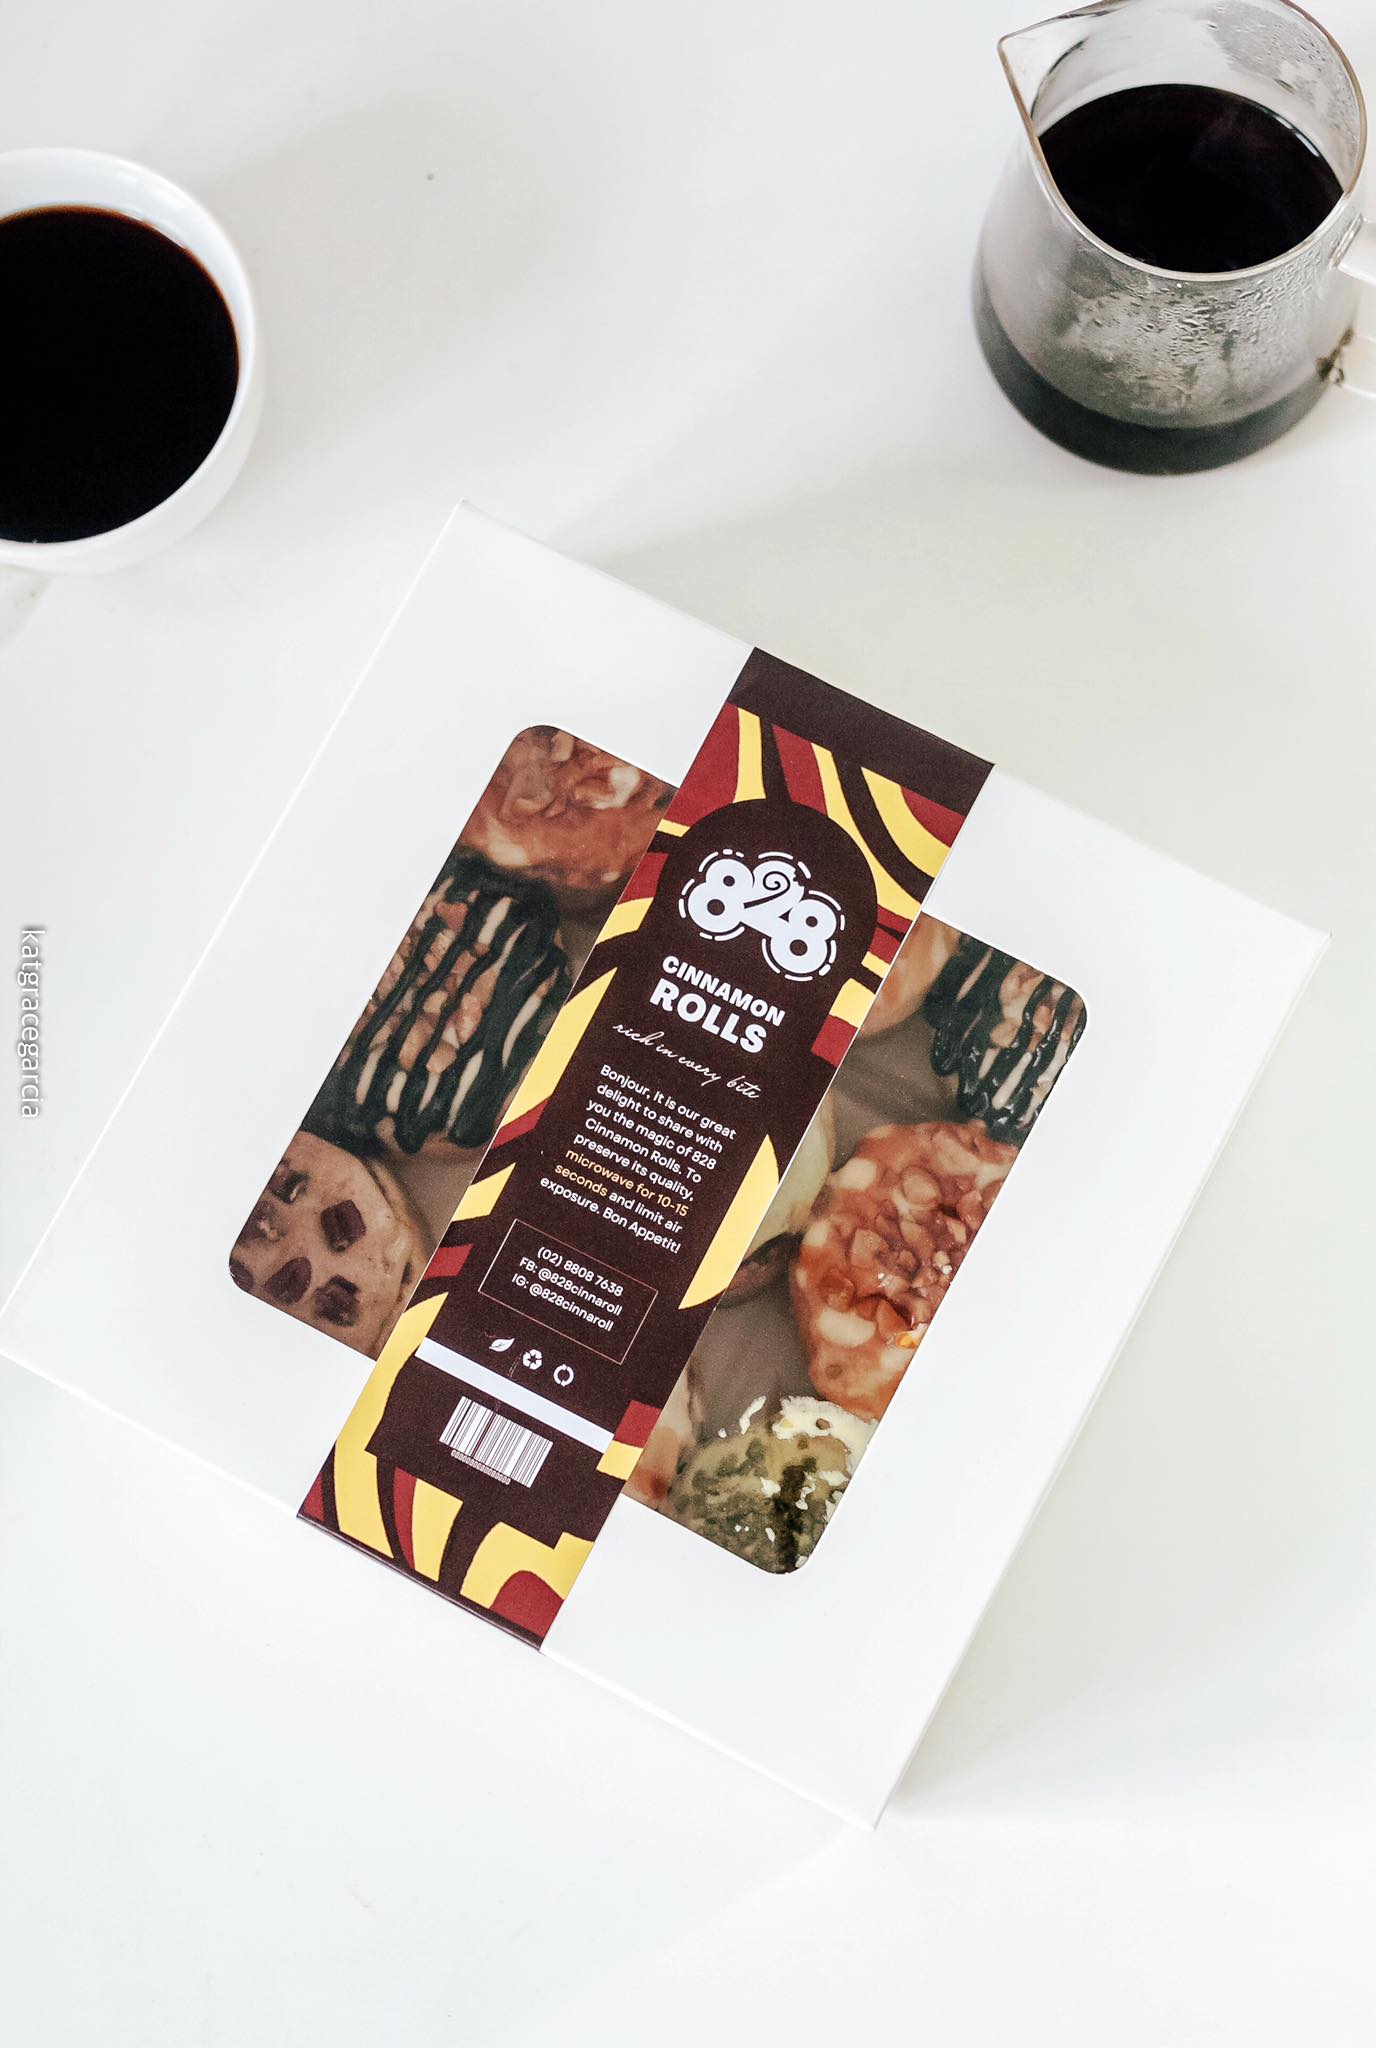 828
CINNAMON
ROLLS
rich in every bite
Bonjour, it is our great
delight to share with
you the magic of 828
Cinnamon Rolls. To
preserve its quality,
microwave for 10-15
seconds and limit air
exposure. Bon Appetit!
(02) 8808 7638
FB: @828cinnaroll
IG: @828cinnaroll
katgracegarcia